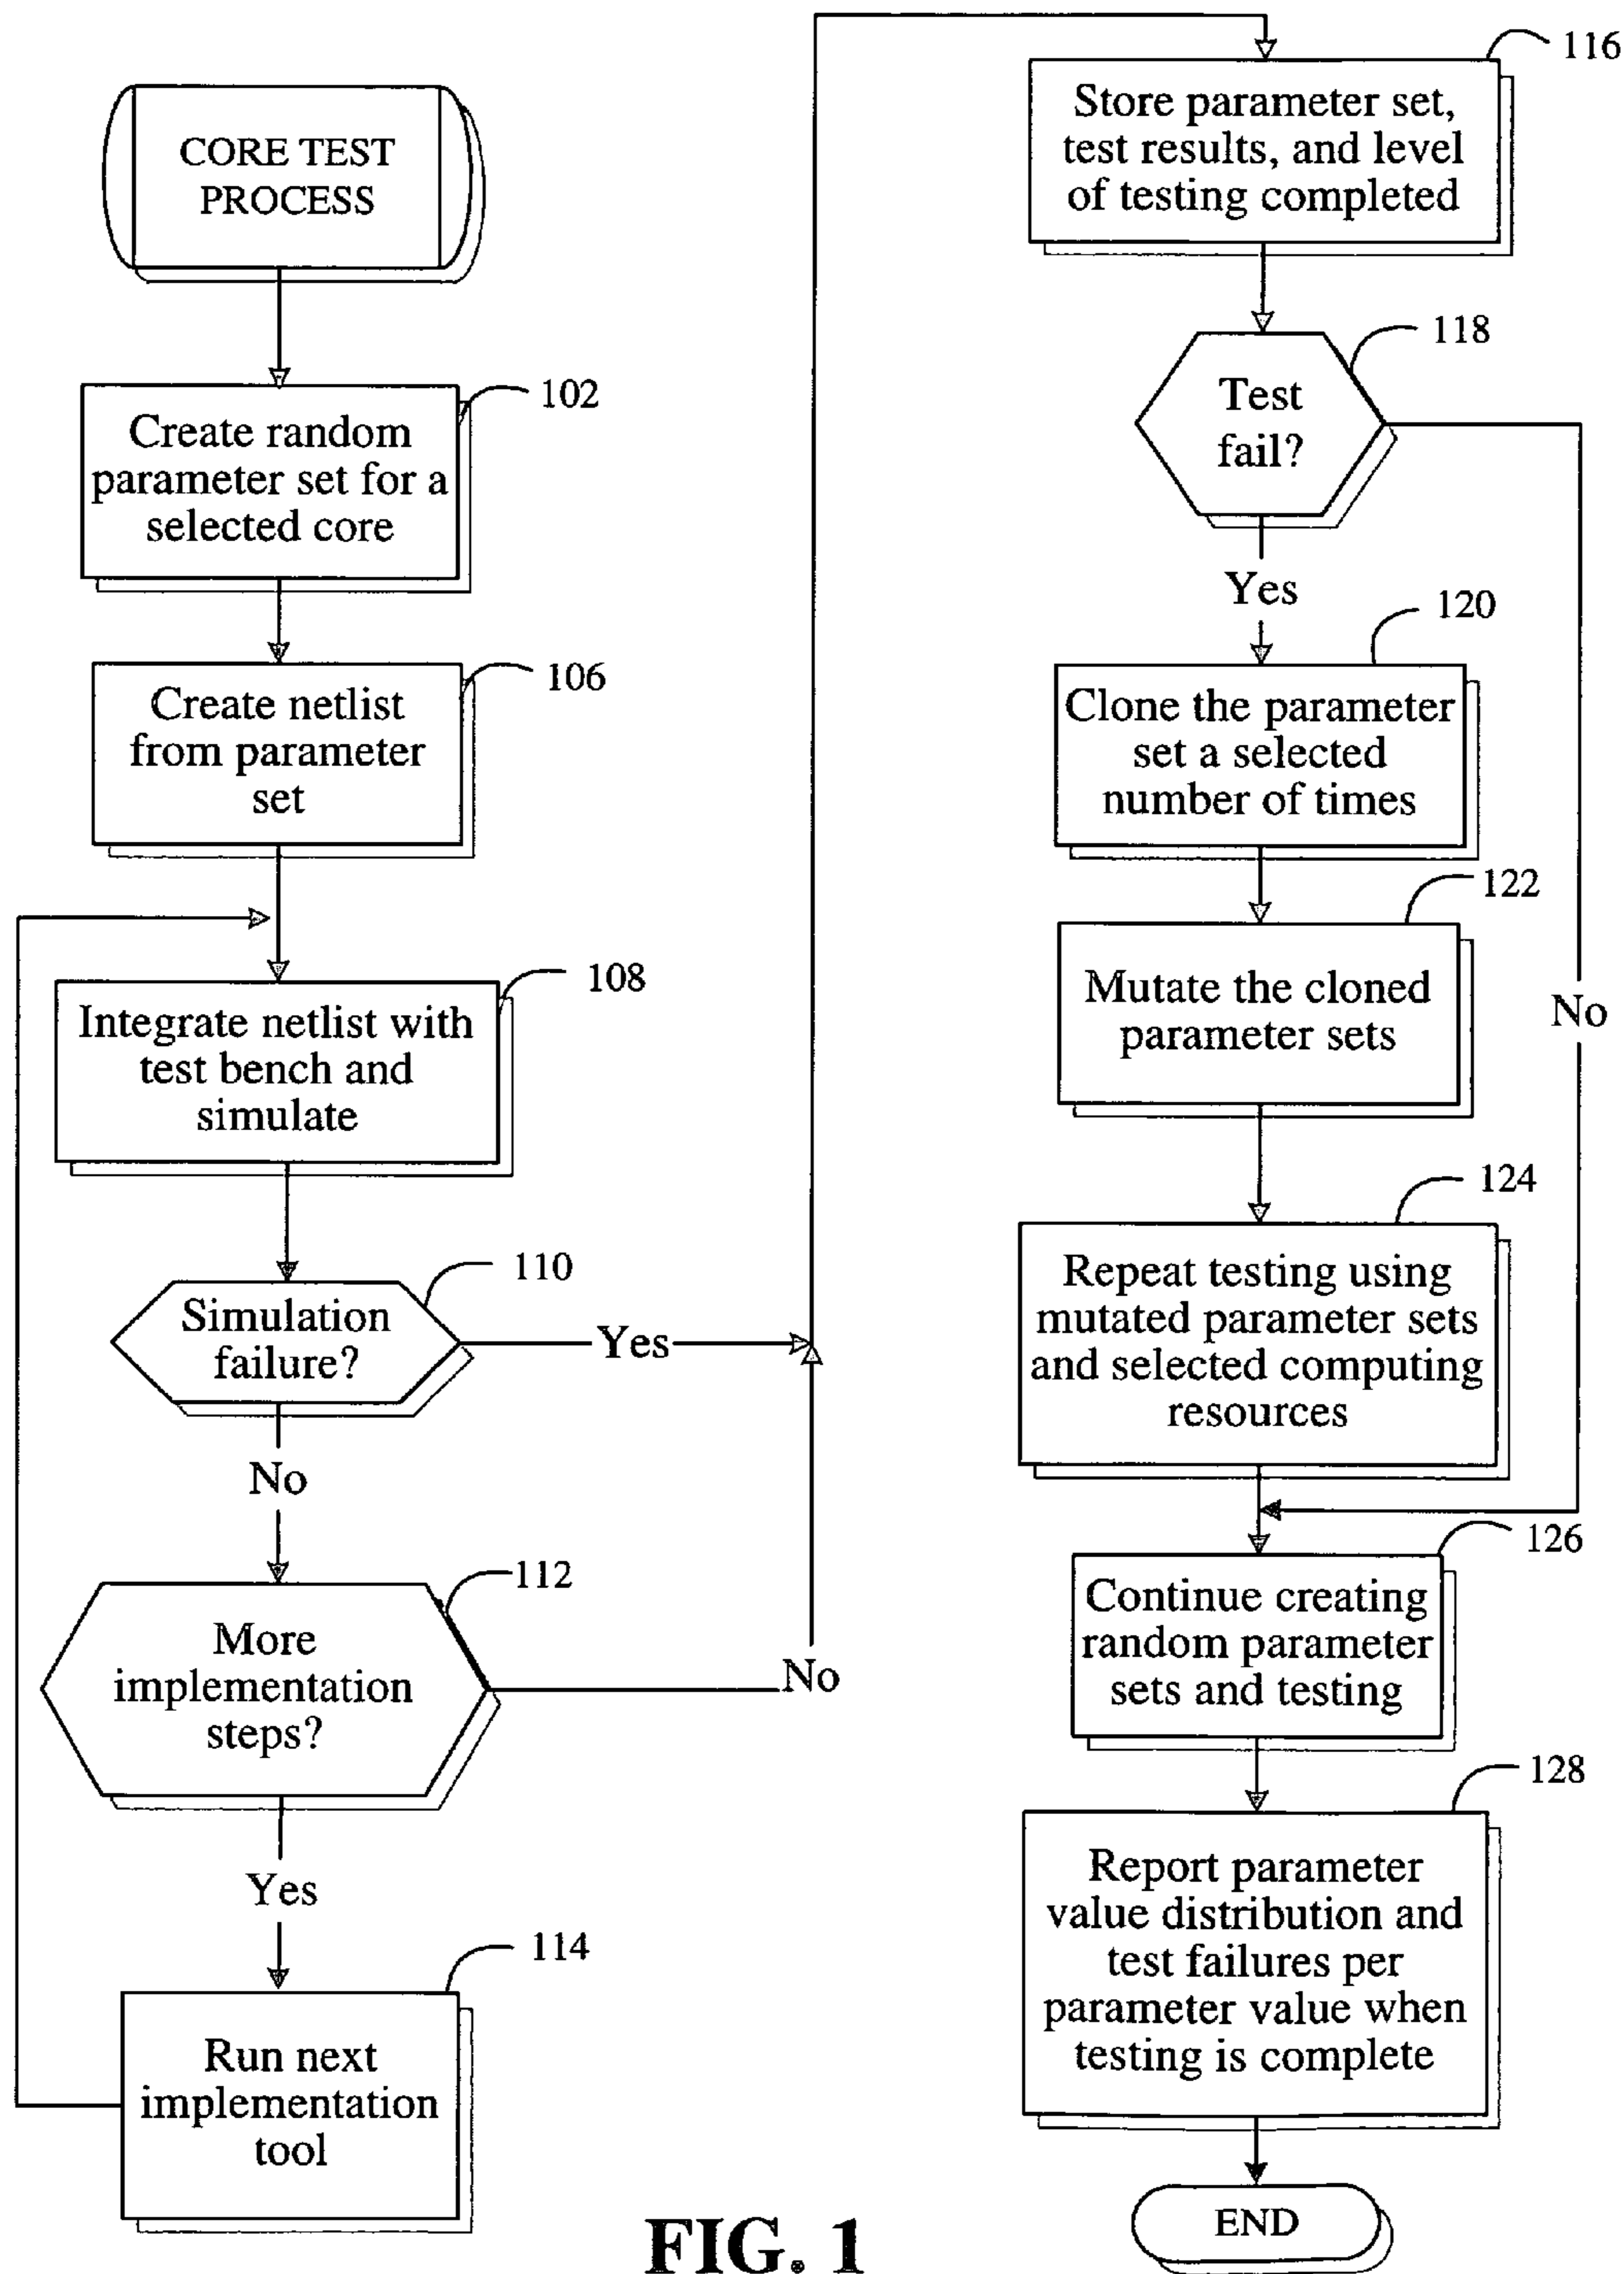 CORE TEST
PROCESS
102
Create random
parameter set for a
selected core
106
Create netlist
from parameter
set
108
Integrate netlist with
test bench and
simulate
110
Simulation
failure?
Yes
No
112
More
implementation
steps?
No
Yes
114
Run next
implementation
tool
116
Store parameter set,
test results, and level
of testing completed
118
Test
fail?
Yes
No
120
Clone the parameter
set a selected
number of times
122
Mutate the cloned
parameter sets
124
Repeat testing using
mutated parameter sets
and selected computing
resources
126
Continue creating
random parameter
sets and testing
128
Report parameter
value distribution and
test failures per
parameter value when
testing is complete
END
FIG. 1